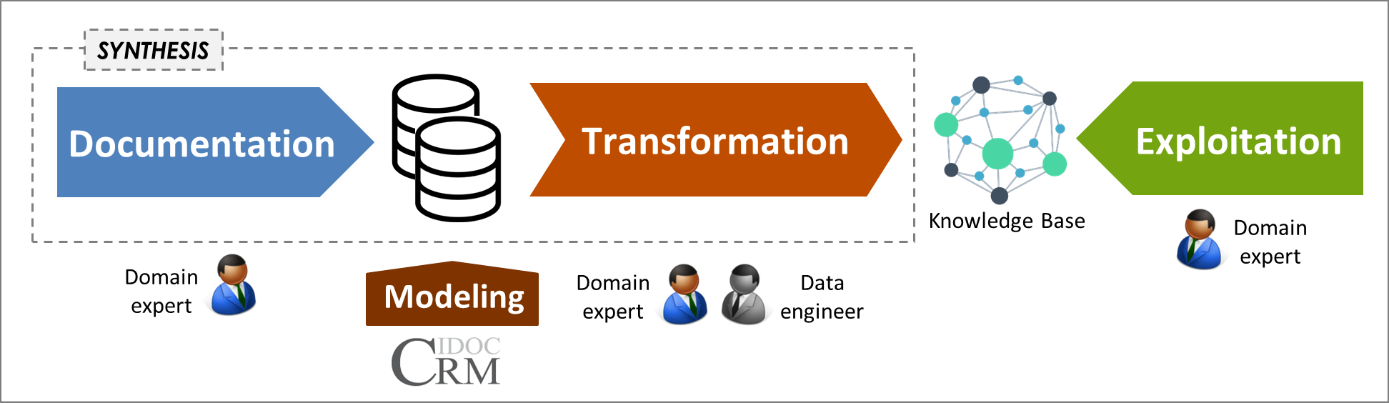 SYNTHESIS
Documentation
Transformation
Exploitation
Knowledge Base
Domain
expert
Modeling
Domain
expert
Data
engineer
Domain
expert
CIDOC
CRM